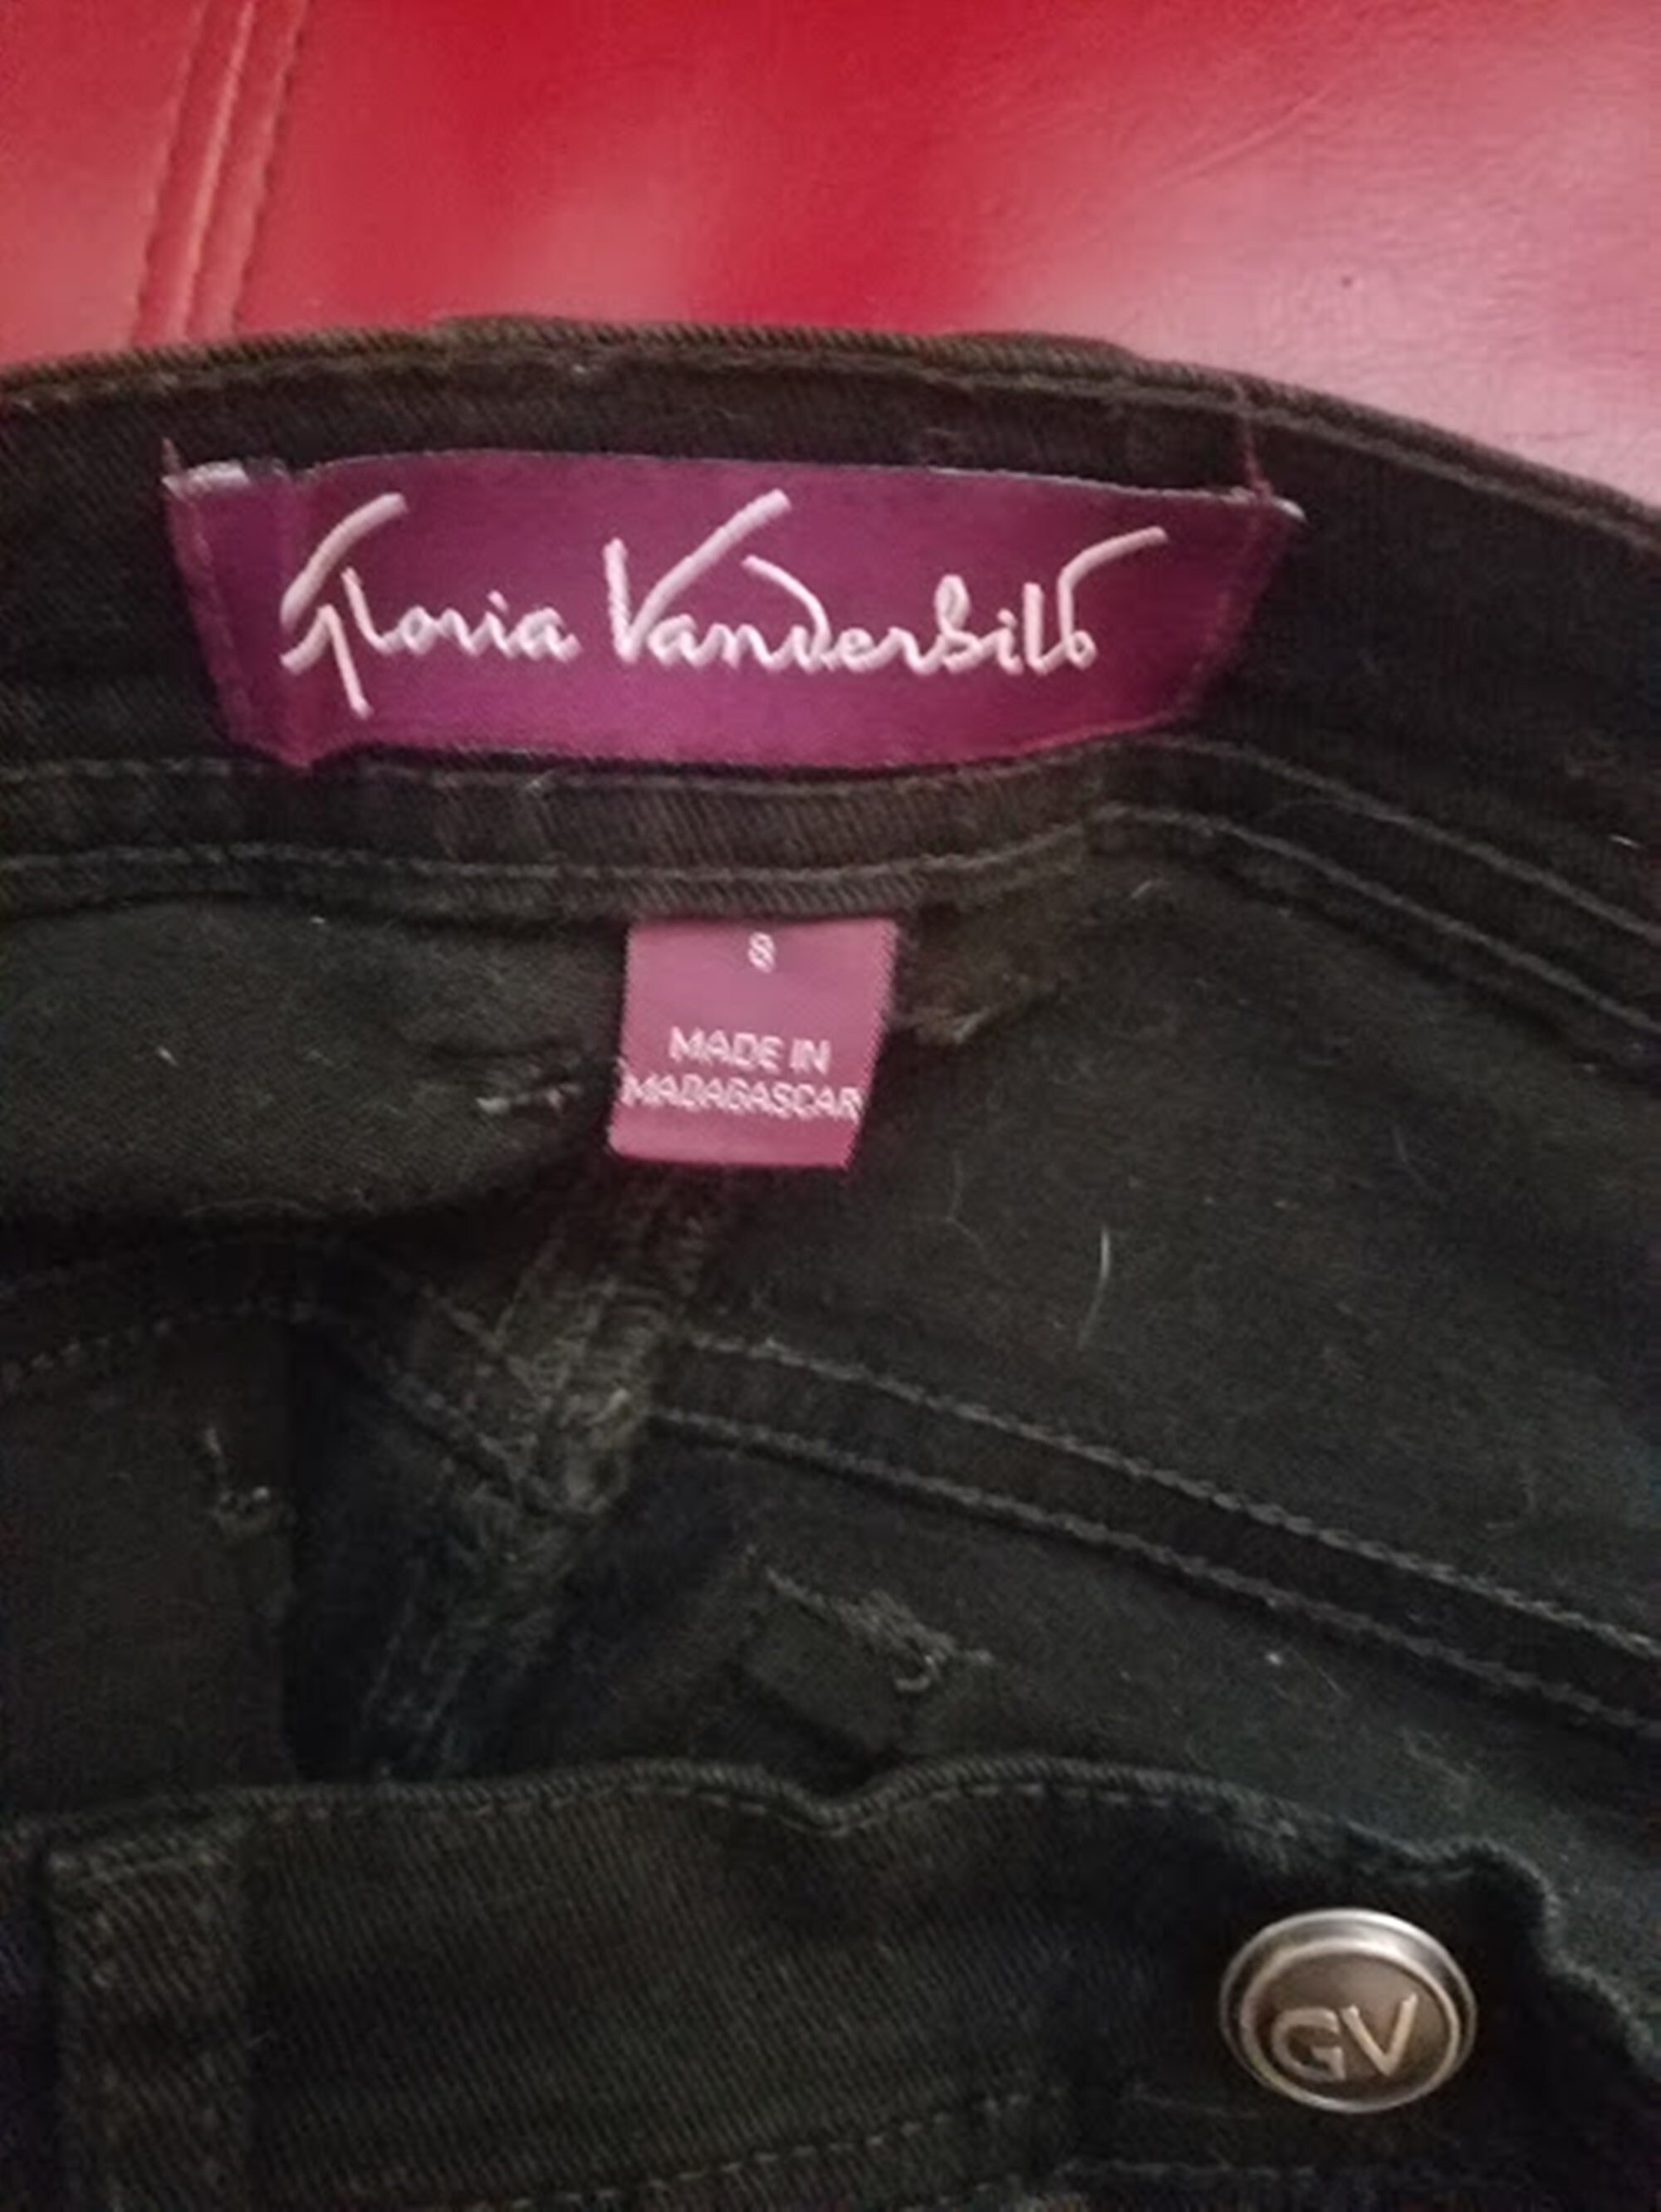 Gloria Vanderbilt
8
MADE IN
MADAGASCAR
GV